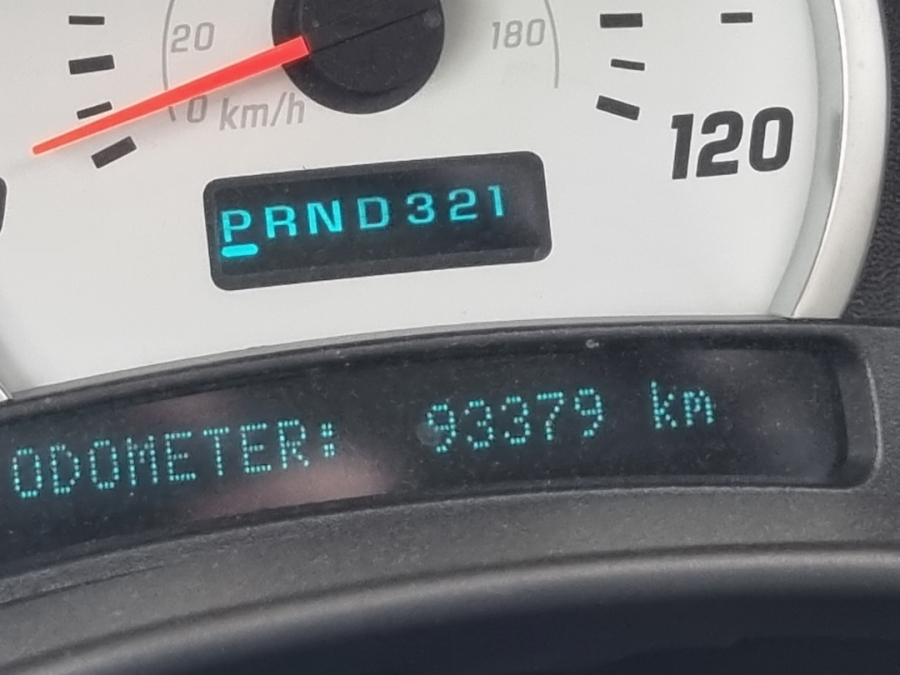 20 180
0 km/h
120
PRND321
ODOMETER: 93379 km